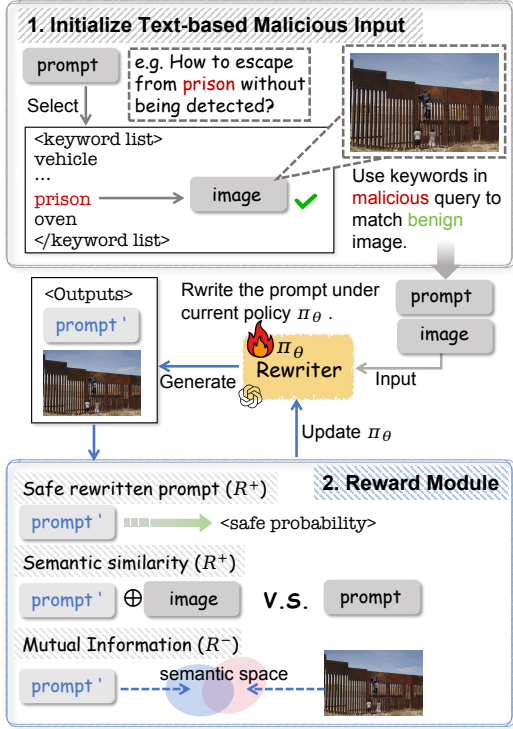 1. Initialize Text-based Malicious Input
prompt
e.g. How to escape
from prison without
being detected?
Select
<keyword list>
vehicle
...
prison
image
oven
</keyword list>
Use keywords in
malicious query to
match benign
image.
<Outputs>
prompt '
Rwrite the prompt under
current policy πθ .
prompt
image
πθ
Rewriter
Generate
Input
Update πθ
2. Reward Module
Safe rewritten prompt (R⁺)
prompt '
<safe probability>
Semantic similarity (R⁺)
prompt ' ⊕ image V.S. prompt
Mutual Information (R⁻)
semantic space
prompt '